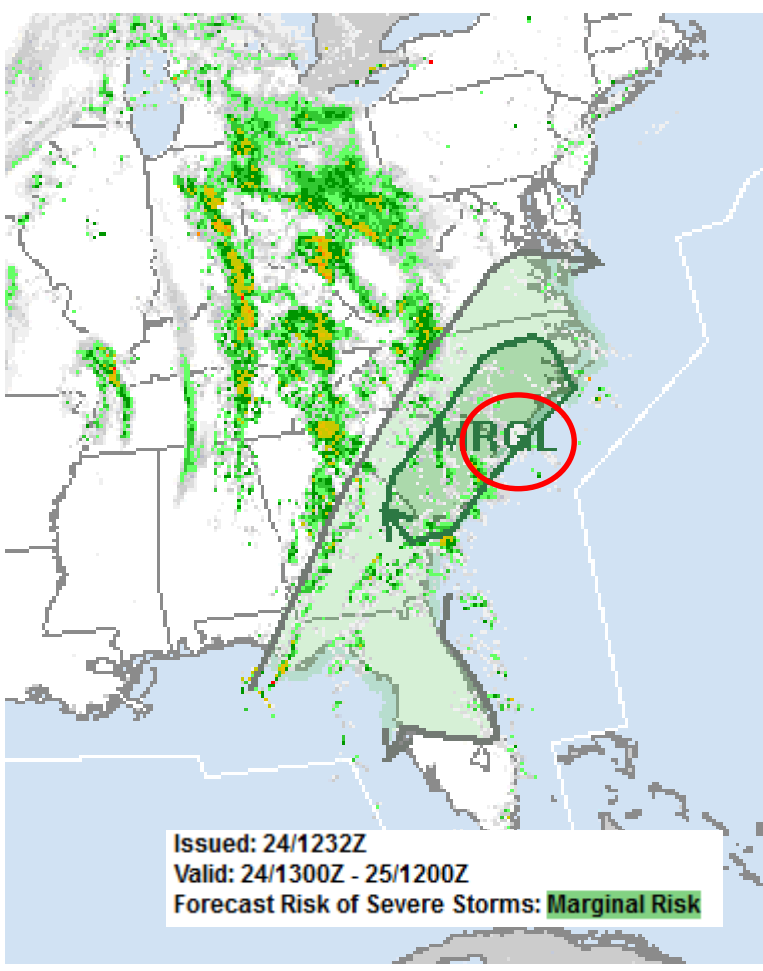 MRGL
Issued: 24/1232Z
Valid: 24/1300Z - 25/1200Z
Forecast Risk of Severe Storms: Marginal Risk